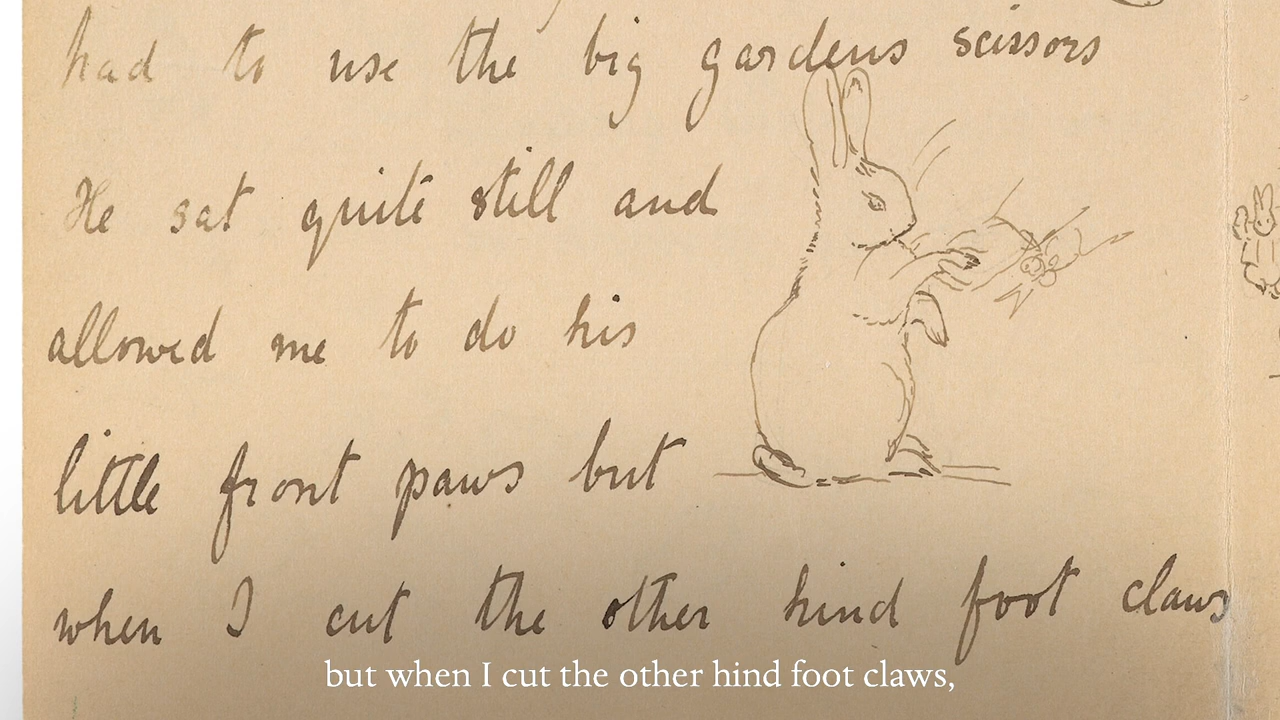 had to use the big gardens scissors
He sat quite still and
allowed me to do his
little front paws but
when I cut the other hind foot claws
but when I cut the other hind foot claws,